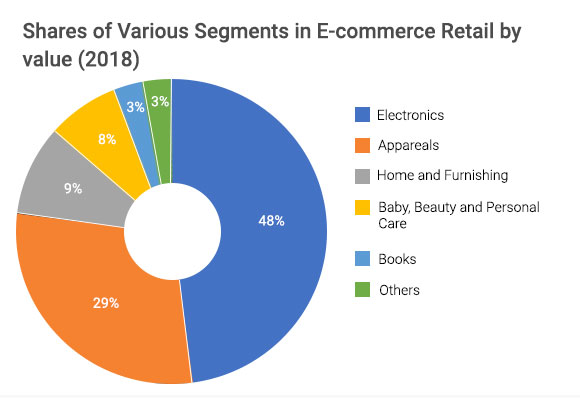 Shares of Various Segments in E-commerce Retail by
value (2018)
3%
3%
8%
9%
48%
29%
Electronics
Appareals
Home and Furnishing
Baby, Beauty and Personal
Care
Books
Others